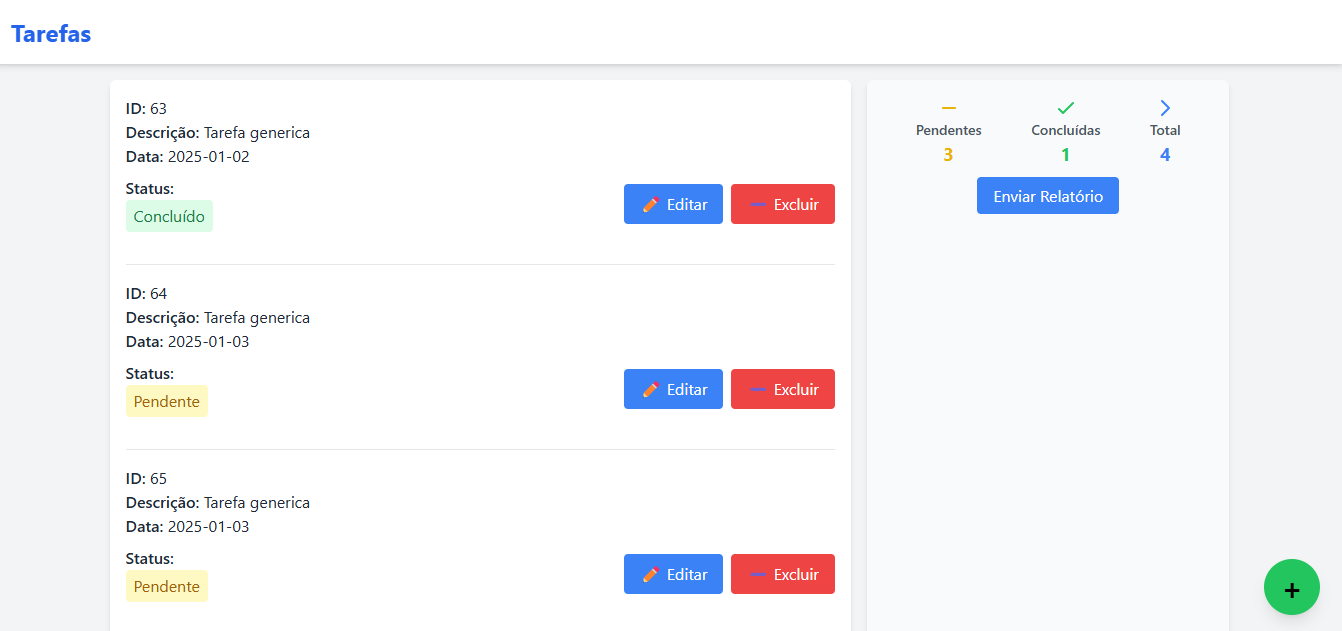 Tarefas
ID: 63
Descrição: Tarefa generica
Data: 2025-01-02
Status:
Concluído
Editar
Excluir
ID: 64
Descrição: Tarefa generica
Data: 2025-01-03
Status:
Pendente
Editar
Excluir
ID: 65
Descrição: Tarefa generica
Data: 2025-01-03
Status:
Pendente
Editar
Excluir
Pendentes
3
Concluídas
1
Total
4
Enviar Relatório
+